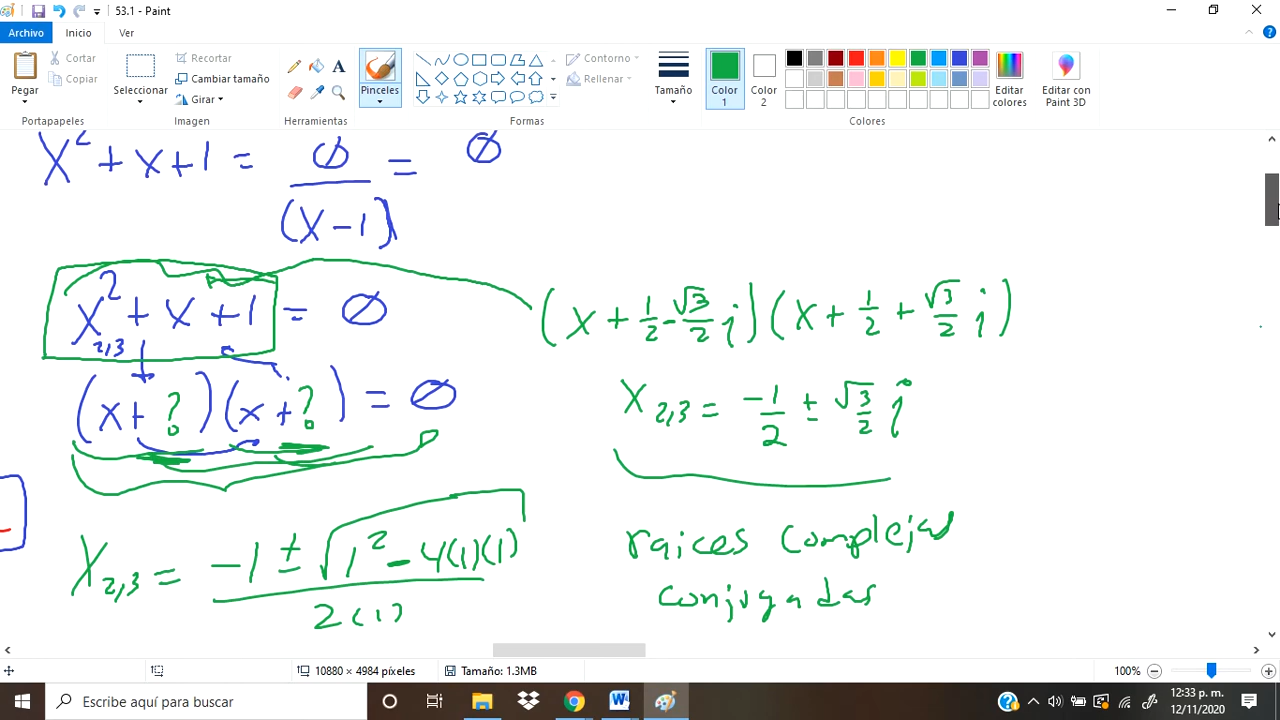 53.1 - Paint
Archivo Inicio Ver
Pegar Cortar Copiar Seleccionar Recortar Cambiar tamaño Girar A Pinceles Contorno Rellenar Tamaño Color 1 Color 2 Editar colores Editar con Paint 3D
Portapapeles Imagen Herramientas Formas Colores
x² + x + 1 = ∅/(x - 1) = ∅
x² + x + 1 = ∅
2,3
(x + 1/2 - √3/2 i)(x + 1/2 + √3/2 i)
(x + ?)(x + ?) = ∅
x2,3 = -1/2 ± √3/2 i
x2,3 = (-1 ± √(1² - 4(1)(1)))/2(1)
raices complejas
conjugadas
10880 × 4984 píxeles Tamaño: 1.3MB 100%
Escribe aquí para buscar
12:33 p. m.
12/11/2020